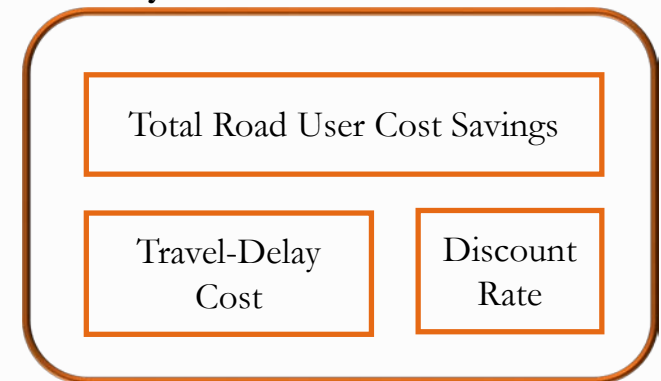 Total Road User Cost Savings
Travel-Delay
Cost
Discount
Rate